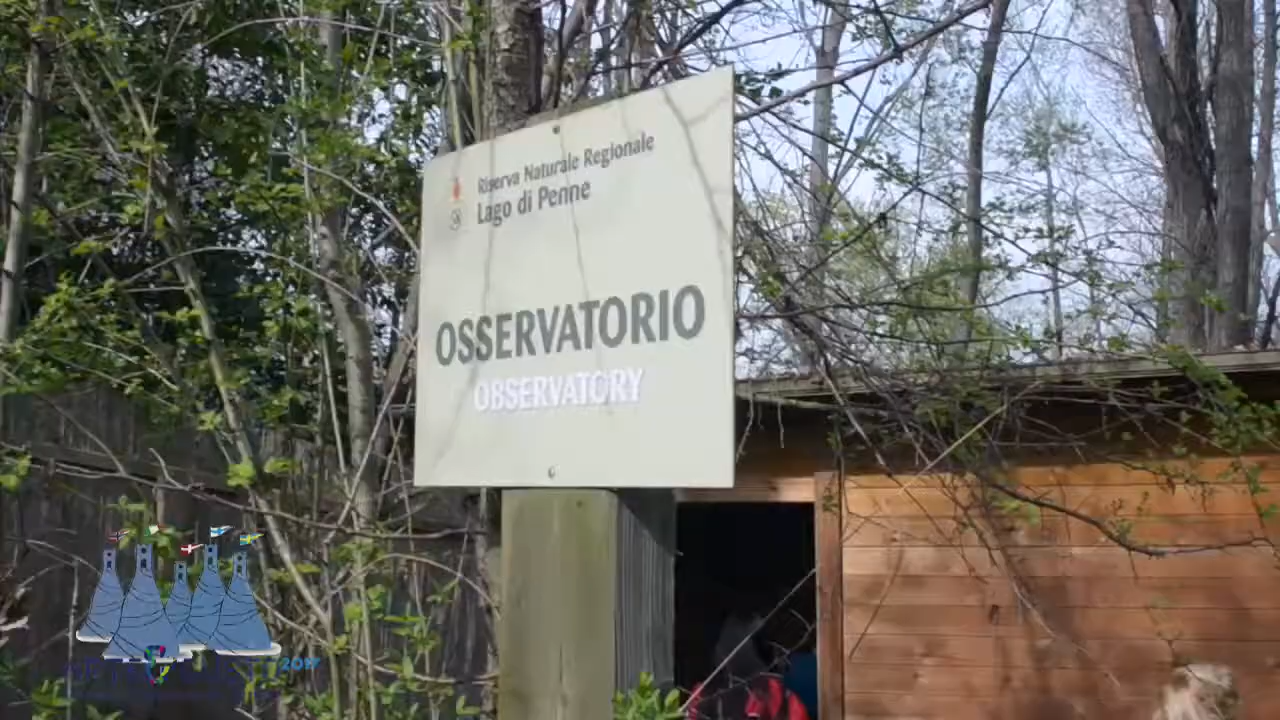 Riserva Naturale Regionale
Lago di Penne
OSSERVATORIO
OBSERVATORY
2017